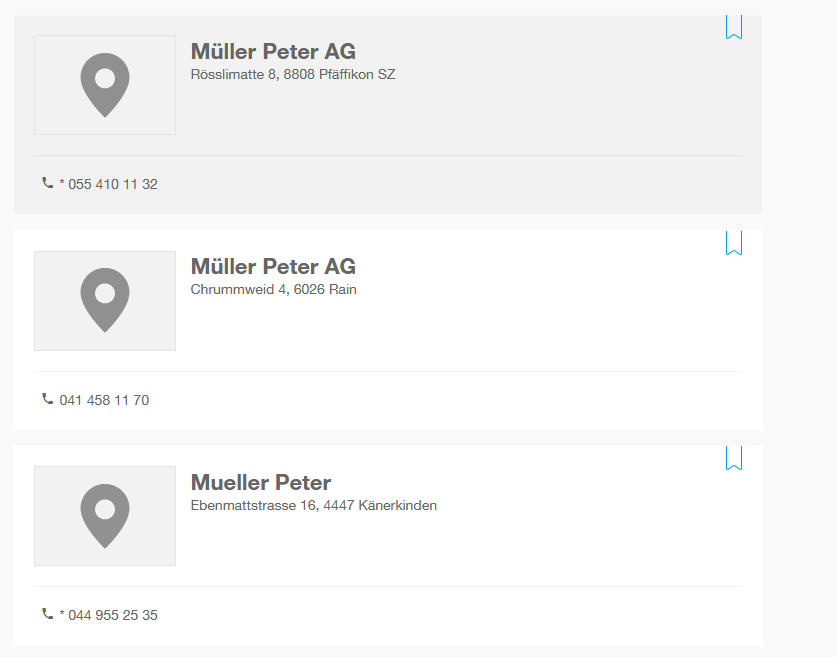 Müller Peter AG
Rösslimatte 8, 8808 Pfäffikon SZ
* 055 410 11 32
Müller Peter AG
Chrummweid 4, 6026 Rain
041 458 11 70
Mueller Peter
Ebenmattstrasse 16, 4447 Känerkinden
* 044 955 25 35